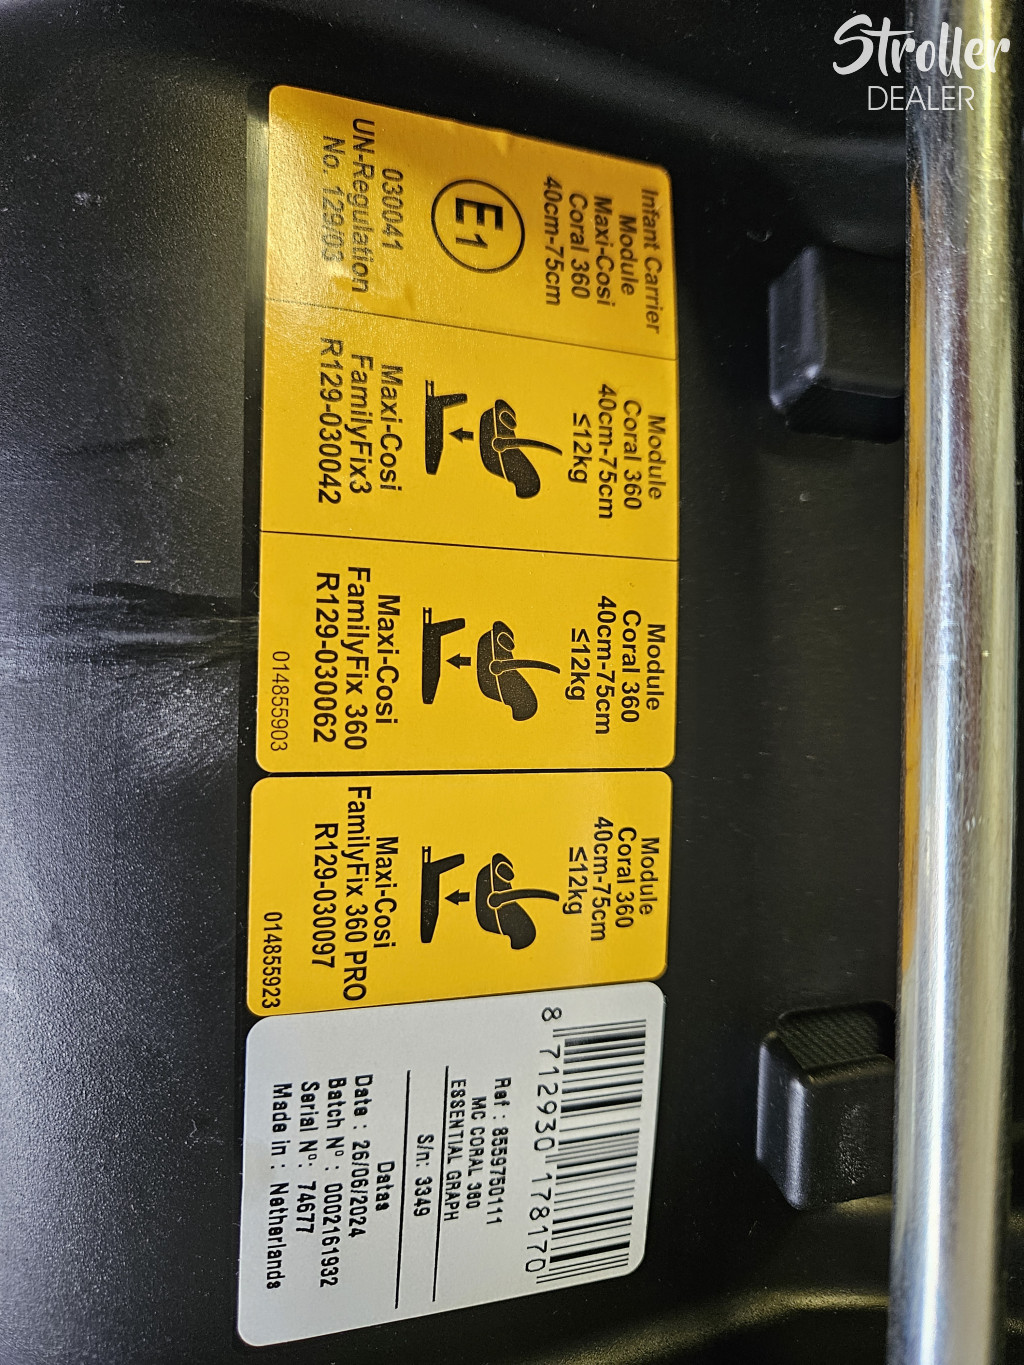 Stroller
DEALER
Infant Carrier
Module
Maxi-Cosi
Coral 360
40cm-75cm
E1
030041
UN-Regulation
No. 129/03
Module
Coral 360
40cm-75cm
≤12kg
Maxi-Cosi
FamilyFix3
R129-030042
Module
Coral 360
40cm-75cm
≤12kg
Maxi-Cosi
FamilyFix 360
R129-030062
014855903
Module
Coral 360
40cm-75cm
≤12kg
Maxi-Cosi
FamilyFix 360 PRO
R129-030097
014855923
8 712930 178170
Ref : 8559750111
MC CORAL 360
ESSENTIAL GRAPH
S/n: 3349
Datas
Date : 26/06/2024
Batch N° : 0002161932
Serial N°: 74677
Made in : Netherlands